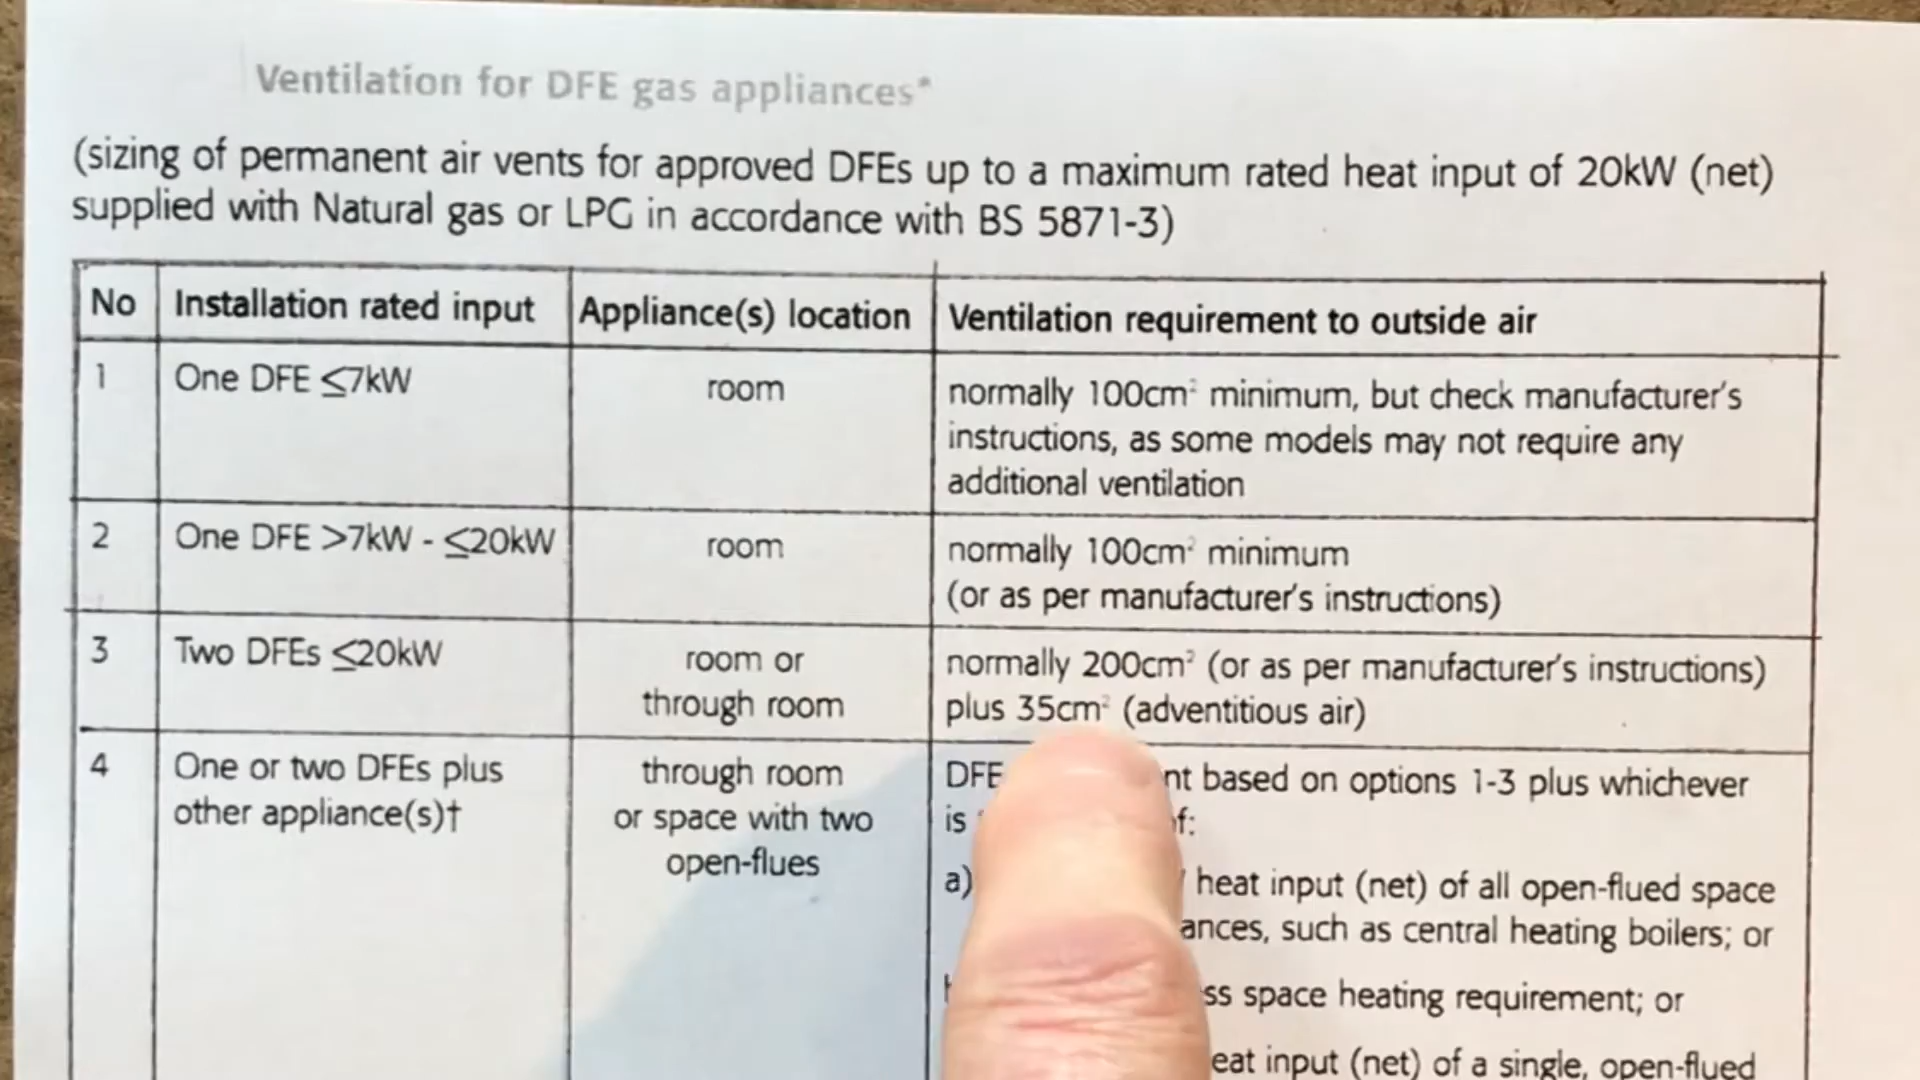 Ventilation for DFE gas appliances*
(sizing of permanent air vents for approved DFEs up to a maximum rated heat input of 20kW (net)
supplied with Natural gas or LPG in accordance with BS 5871-3)
No Installation rated input Appliance(s) location Ventilation requirement to outside air
1 One DFE ≤7kW room normally 100cm² minimum, but check manufacturer's
instructions, as some models may not require any
additional ventilation
2 One DFE >7kW - ≤20kW room normally 100cm² minimum
(or as per manufacturer's instructions)
3 Two DFEs ≤20kW room or normally 200cm² (or as per manufacturer's instructions)
through room plus 35cm² (adventitious air)
4 One or two DFEs plus through room DFE based on options 1-3 plus whichever
other appliance(s)† or space with two is
open-flues a) heat input (net) of all open-flued space
such as central heating boilers; or
space heating requirement; or
input (net) of a single, open-flued